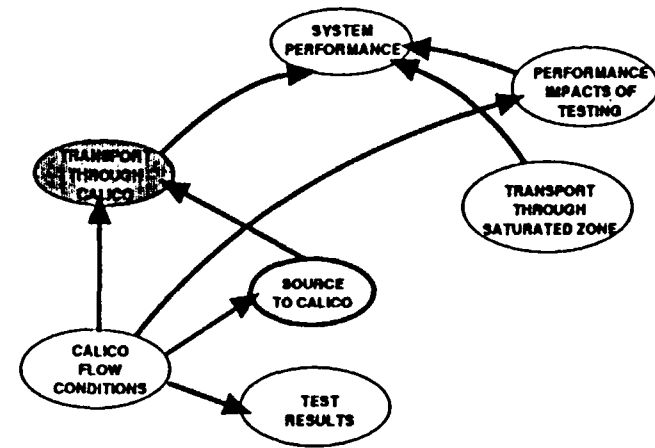 SYSTEM
PERFORMANCE
PERFORMANCE
IMPACTS OF
TESTING
TRANSPOR
THROUGH
CALICO
TRANSPORT
THROUGH
SATURATED ZONE
SOURCE
TO CALICO
CALICO
FLOW
CONDITIONS
TEST
RESULTS